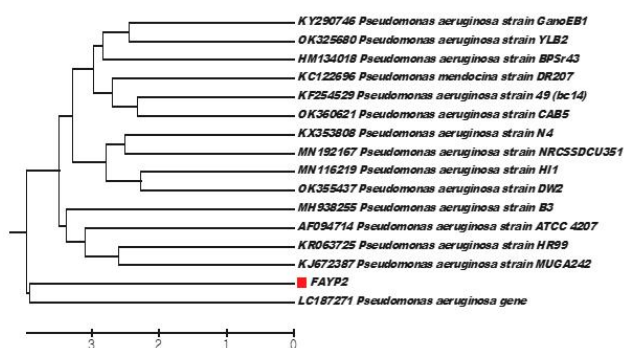 KY290746 Pseudomonas aeruginosa strain GanoEB1
OK325680 Pseudomonas aeruginosa strain YLB2
HM134018 Pseudomonas aeruginosa strain BPSr43
KC122696 Pseudomonas mendocina strain DR207
KF254529 Pseudomonas aeruginosa strain 49 (bc14)
OK360621 Pseudomonas aeruginosa strain CAB5
KX353808 Pseudomonas aeruginosa strain N4
MN192167 Pseudomonas aeruginosa strain NRCSSDCU351
MN116219 Pseudomonas aeruginosa strain HI1
OK355437 Pseudomonas aeruginosa strain DW2
MH938255 Pseudomonas aeruginosa strain B3
AF094714 Pseudomonas aeruginosa strain ATCC 4207
KR063725 Pseudomonas aeruginosa strain HR99
KJ672387 Pseudomonas aeruginosa strain MUGA242
FAYP2
LC187271 Pseudomonas aeruginosa gene
3 2 1 0